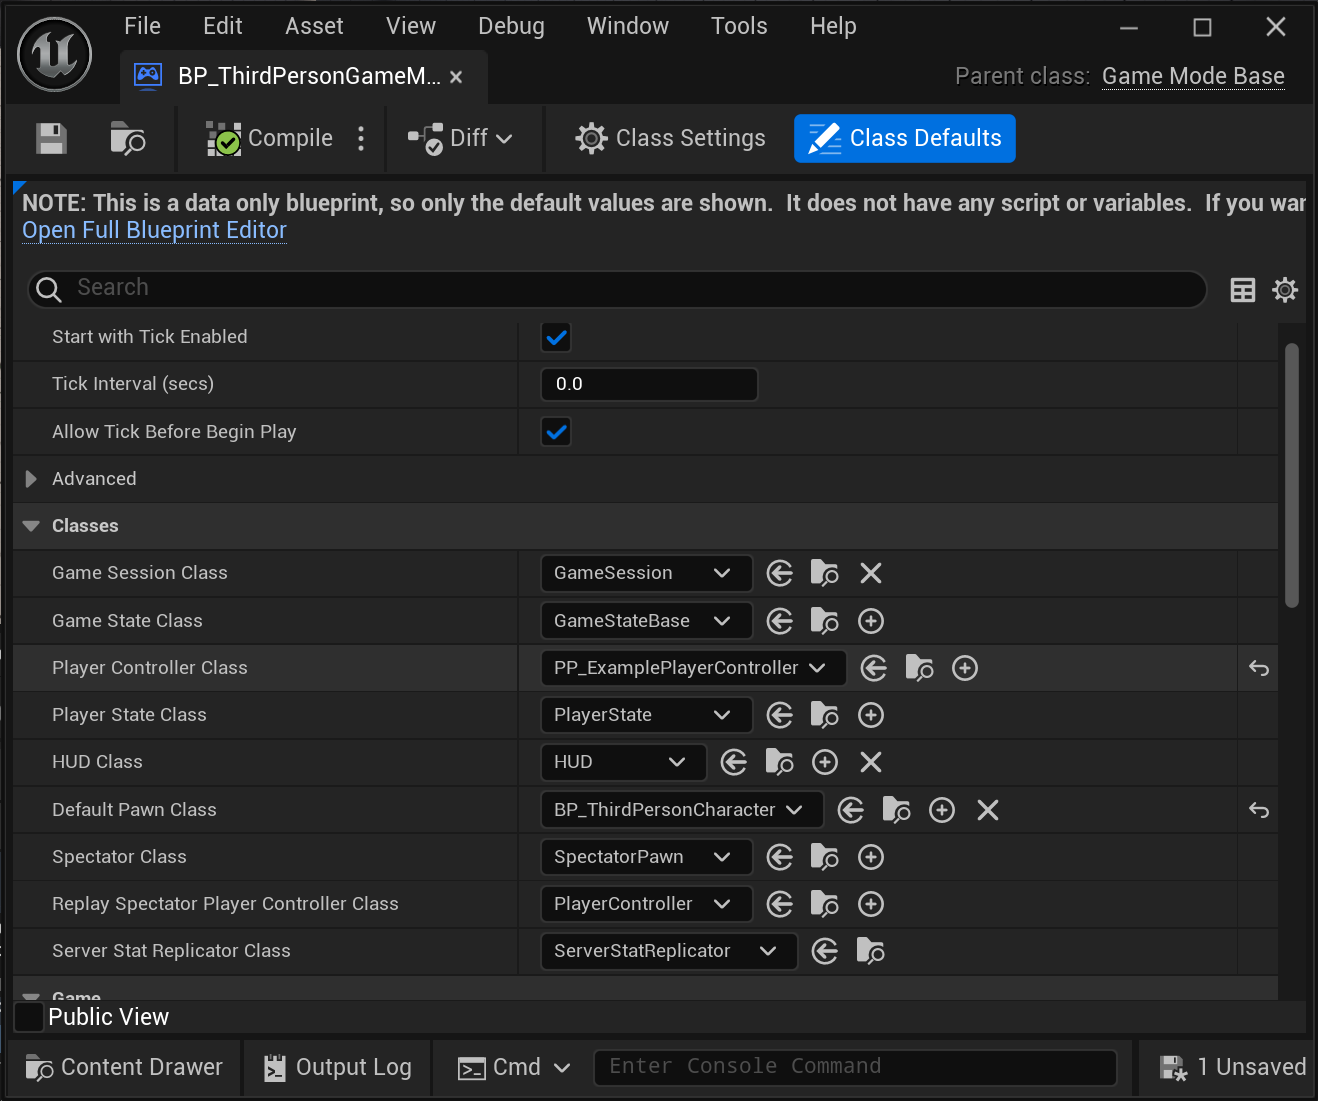 File Edit Asset View Debug Window Tools Help
BP_ThirdPersonGameM...
Parent class: Game Mode Base
Compile Diff Class Settings Class Defaults
NOTE: This is a data only blueprint, so only the default values are shown. It does not have any script or variables. If you
Open Full Blueprint Editor
Search
Start with Tick Enabled
Tick Interval (secs) 0.0
Allow Tick Before Begin Play
Advanced
Classes
Game Session Class GameSession
Game State Class GameStateBase
Player Controller Class PP_ExamplePlayerController
Player State Class PlayerState
HUD Class HUD
Default Pawn Class BP_ThirdPersonCharacter
Spectator Class SpectatorPawn
Replay Spectator Player Controller Class PlayerController
Server Stat Replicator Class ServerStatReplicator
Game
Public View
Content Drawer Output Log Cmd Enter Console Command 1 Unsaved